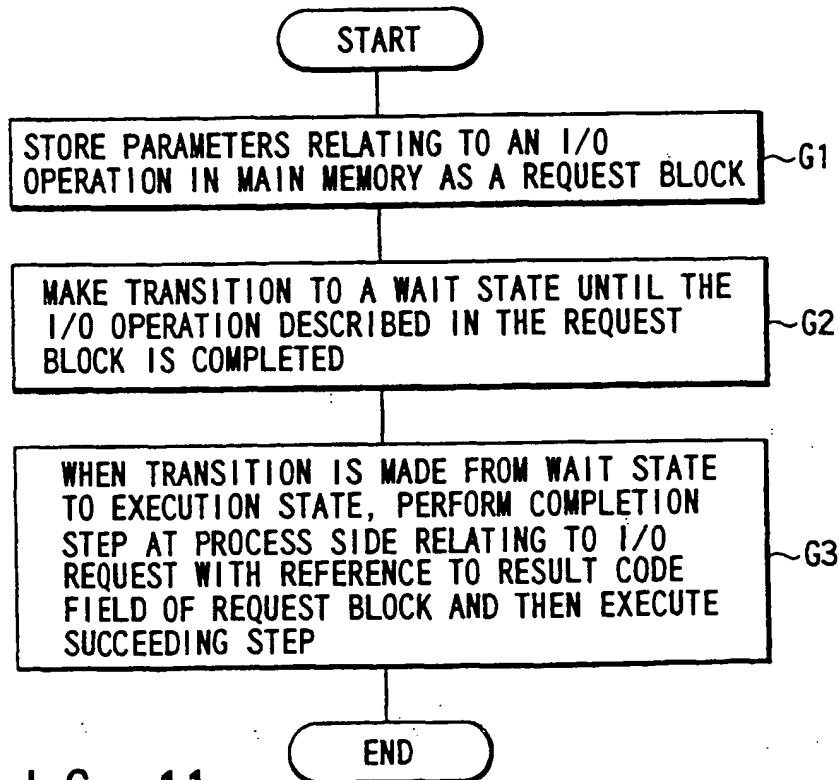 START
STORE PARAMETERS RELATING TO AN I/O
OPERATION IN MAIN MEMORY AS A REQUEST BLOCK
G1
MAKE TRANSITION TO A WAIT STATE UNTIL THE
I/O OPERATION DESCRIBED IN THE REQUEST
BLOCK IS COMPLETED
G2
WHEN TRANSITION IS MADE FROM WAIT STATE
TO EXECUTION STATE, PERFORM COMPLETION
STEP AT PROCESS SIDE RELATING TO I/O
REQUEST WITH REFERENCE TO RESULT CODE
FIELD OF REQUEST BLOCK AND THEN EXECUTE
SUCCEEDING STEP
G3
END